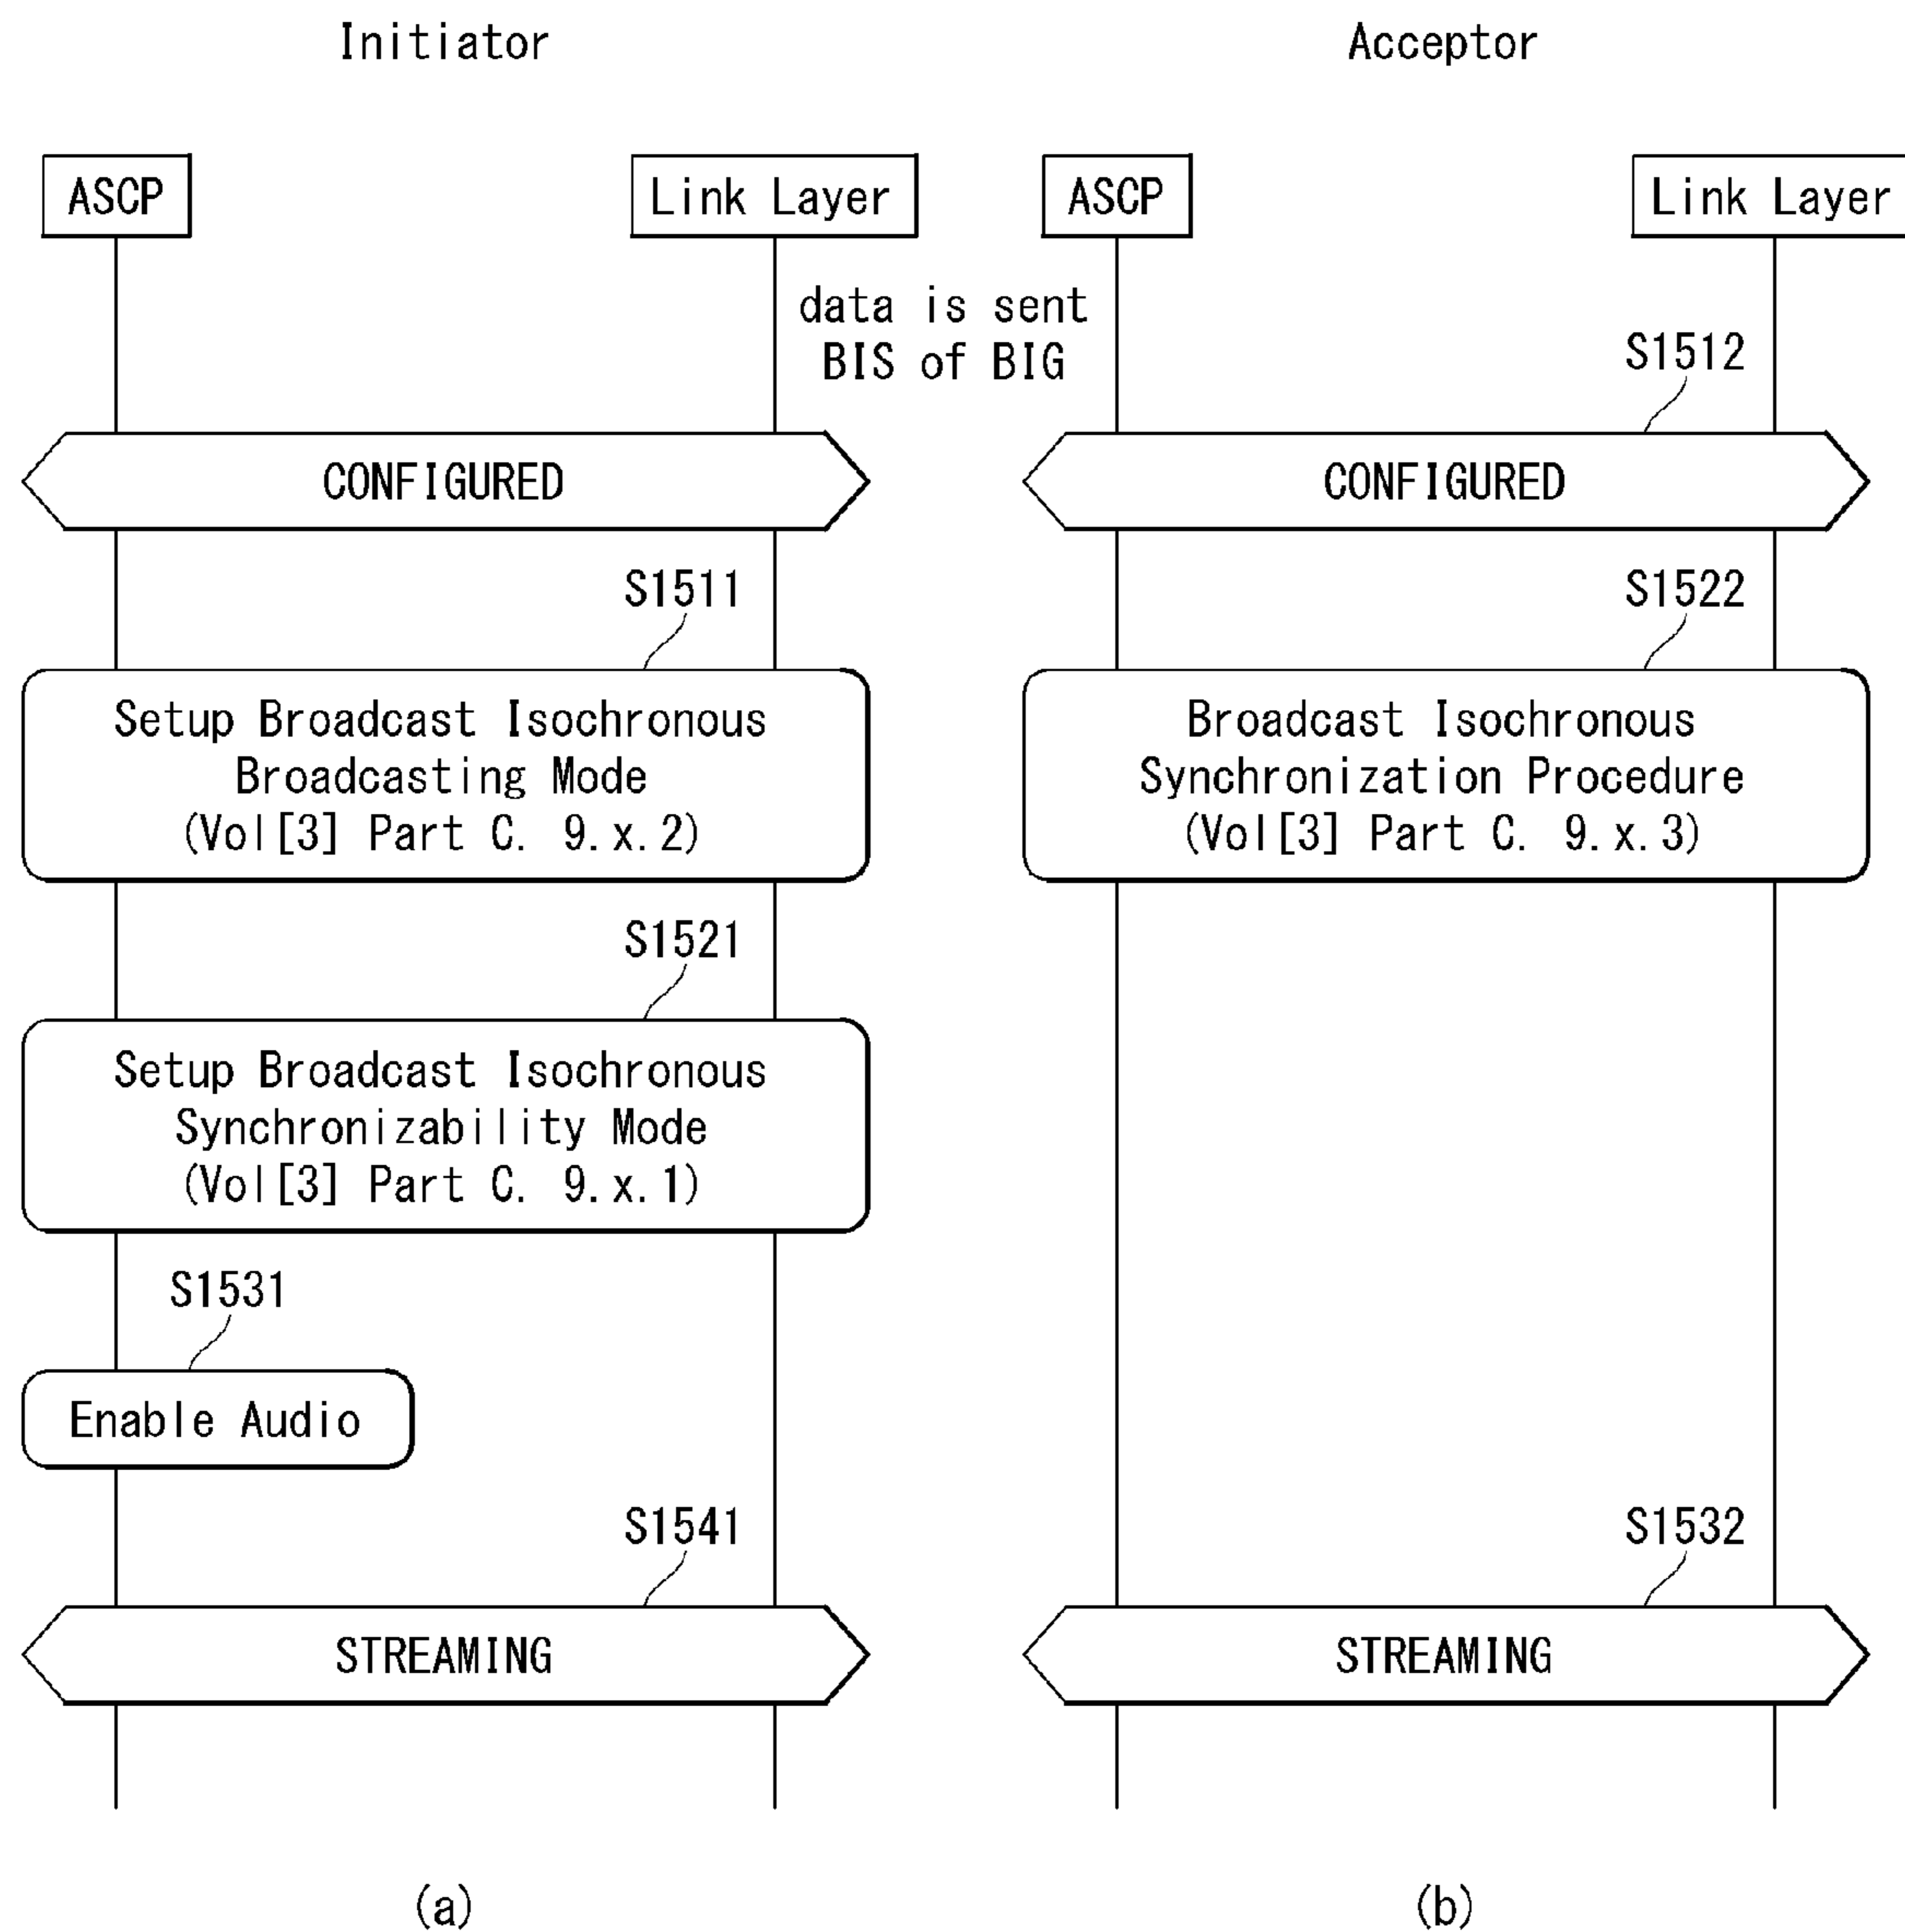 Initiator
Acceptor
ASCP
Link Layer
ASCP
Link Layer
data is sent
BIS of BIG
S1512
CONFIGURED
CONFIGURED
S1511
S1522
Setup Broadcast Isochronous
Broadcasting Mode
(Vol[3] Part C. 9.x.2)
Broadcast Isochronous
Synchronization Procedure
(Vol[3] Part C. 9.x.3)
S1521
Setup Broadcast Isochronous
Synchronizability Mode
(Vol[3] Part C. 9.x.1)
S1531
Enable Audio
S1541
S1532
STREAMING
STREAMING
(a)
(b)